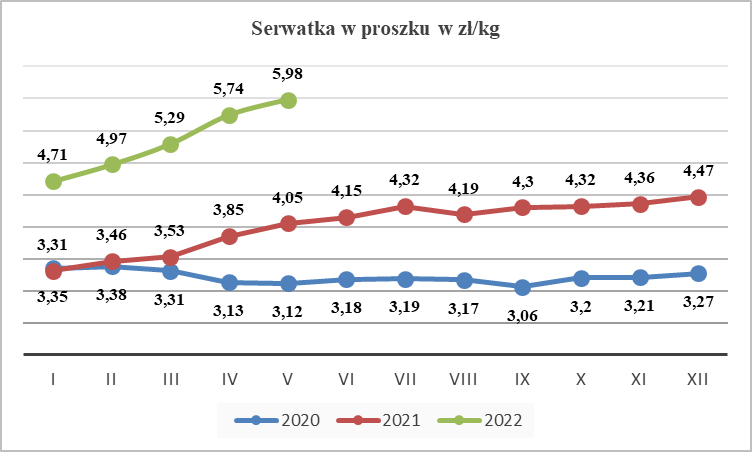 Serwatka w proszku w zł/kg
4,71 4,97 5,29 5,74 5,98
3,31 3,46 3,53 3,85 4,05 4,15 4,32 4,19 4,3 4,32 4,36 4,47
3,35 3,38 3,31 3,13 3,12 3,18 3,19 3,17 3,06 3,2 3,21 3,27
I II III IV V VI VII VIII IX X XI XII
2020 2021 2022